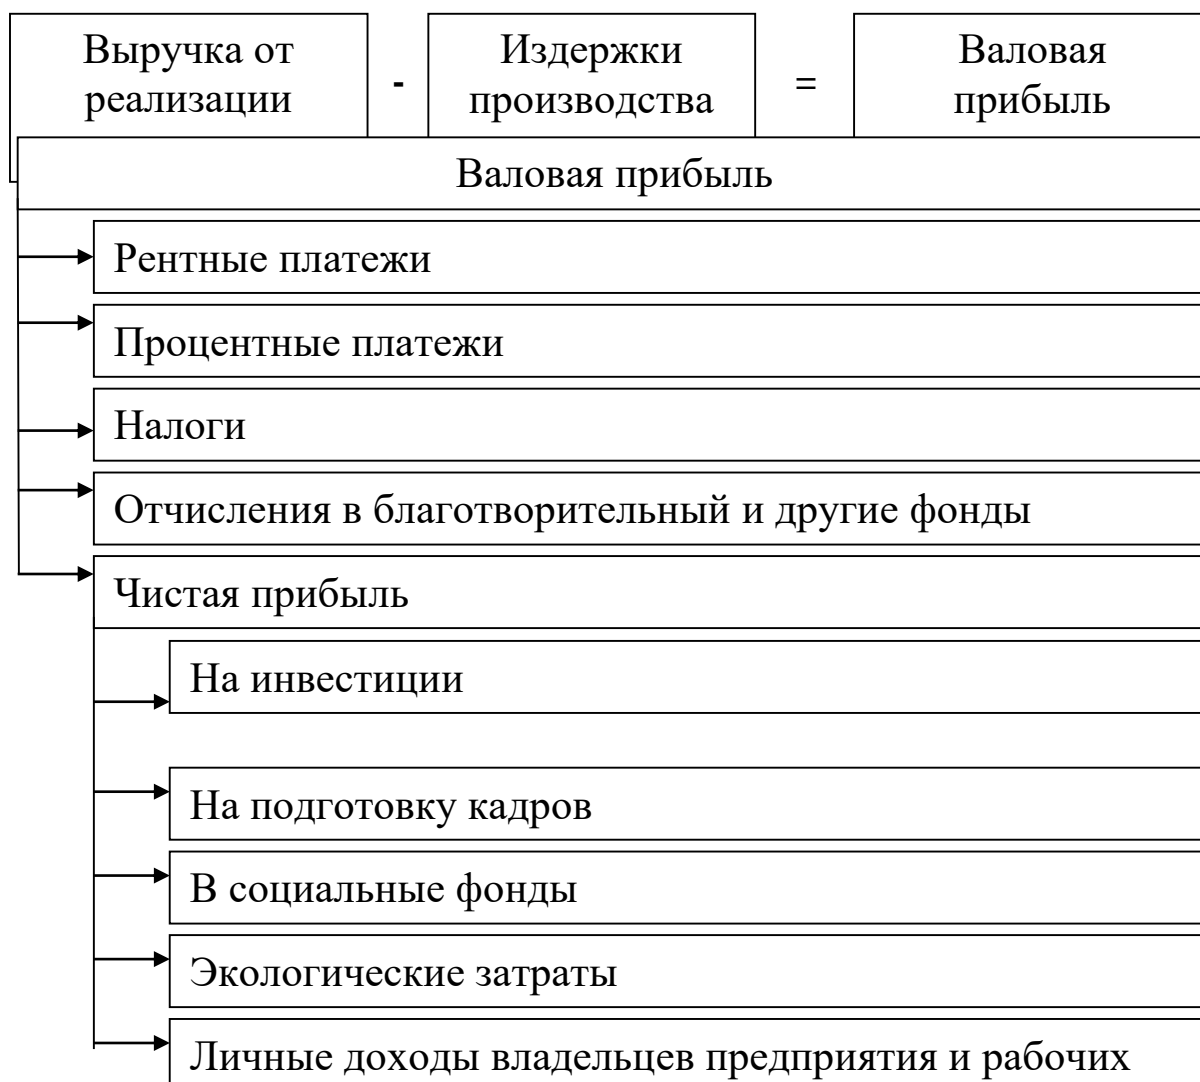 Выручка от
реализации
-
Издержки
производства
=
Валовая
прибыль
Валовая прибыль
Рентные платежи
Процентные платежи
Налоги
Отчисления в благотворительный и другие фонды
Чистая прибыль
На инвестиции
На подготовку кадров
В социальные фонды
Экологические затраты
Личные доходы владельцев предприятия и рабочих